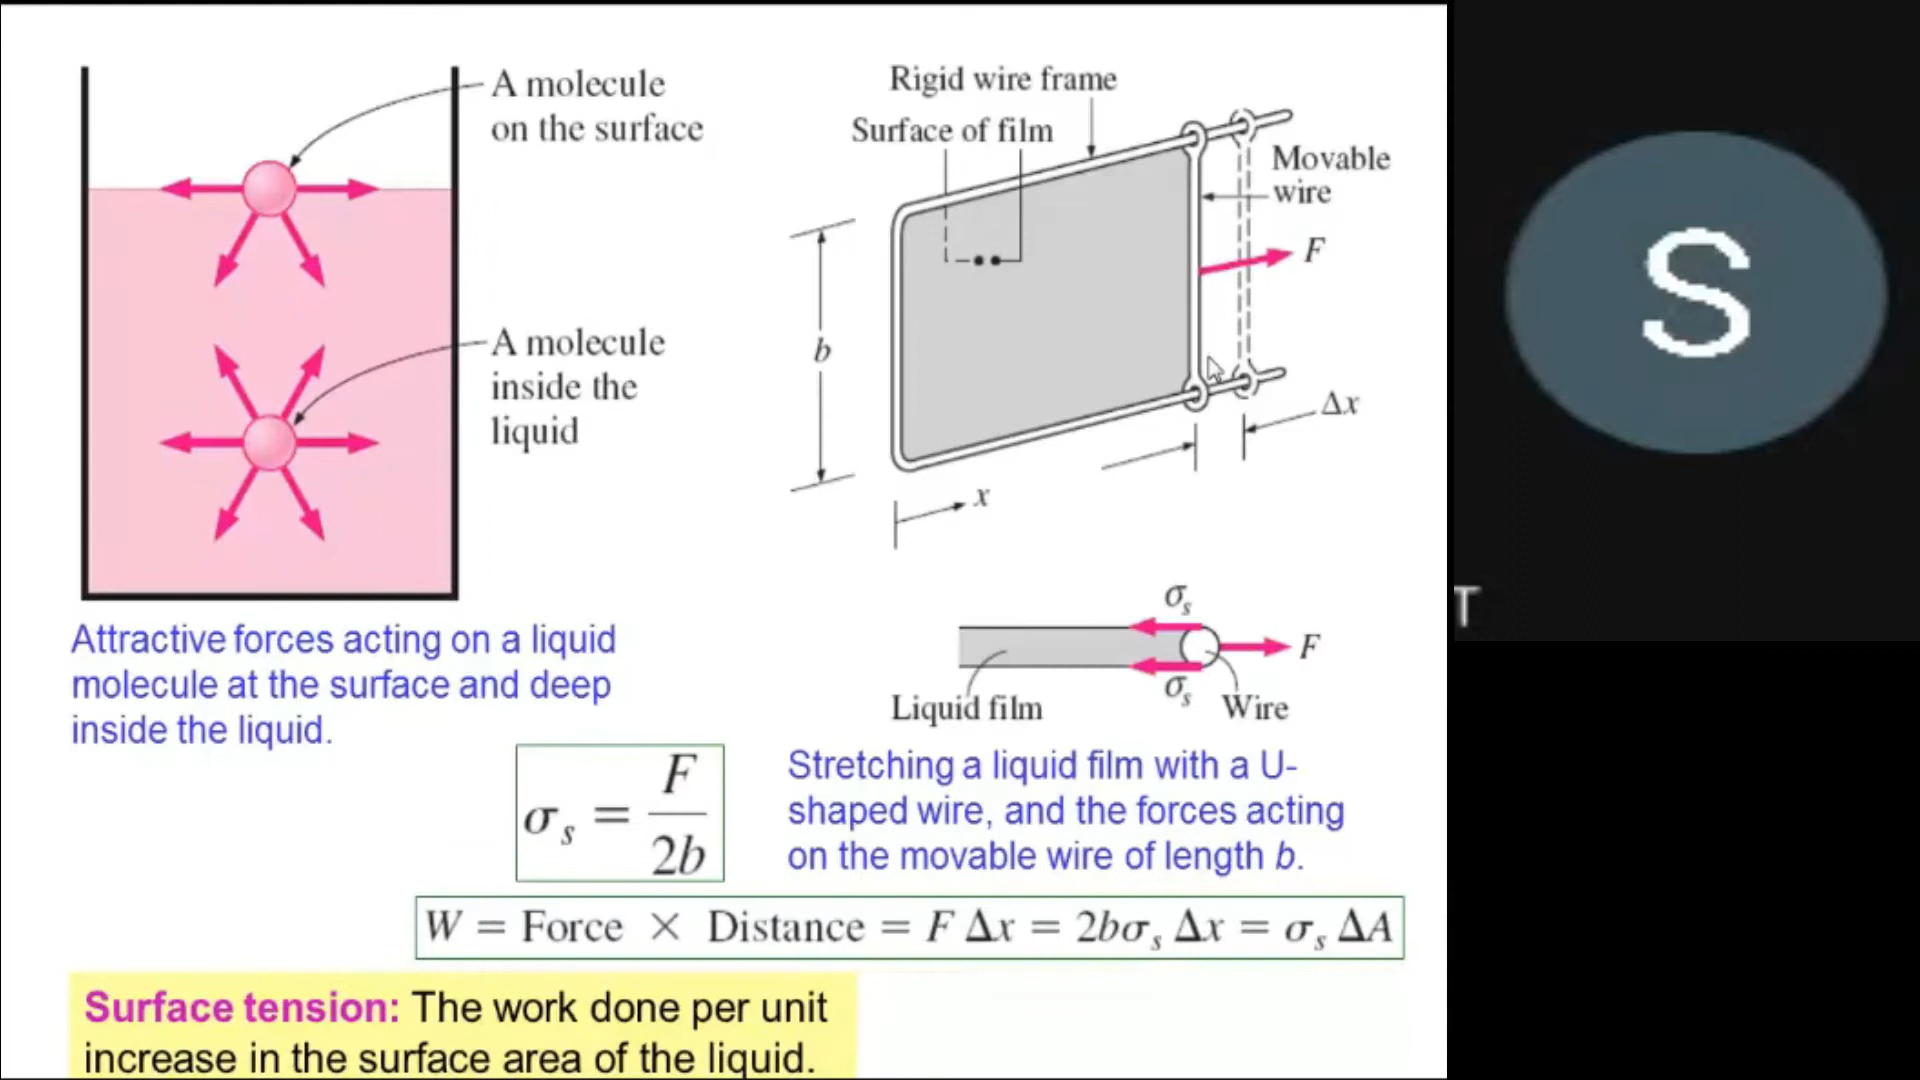 A molecule
on the surface
A molecule
inside the
liquid
Attractive forces acting on a liquid
molecule at the surface and deep
inside the liquid.
Rigid wire frame
Surface of film
Movable
wire
F
b
Δx
x
σs
F
σs
Liquid film
Wire
Stretching a liquid film with a U-
shaped wire, and the forces acting
on the movable wire of length b.
σs = F / 2b
W = Force × Distance = F Δx = 2bσs Δx = σs ΔA
Surface tension: The work done per unit
increase in the surface area of the liquid.
S
T